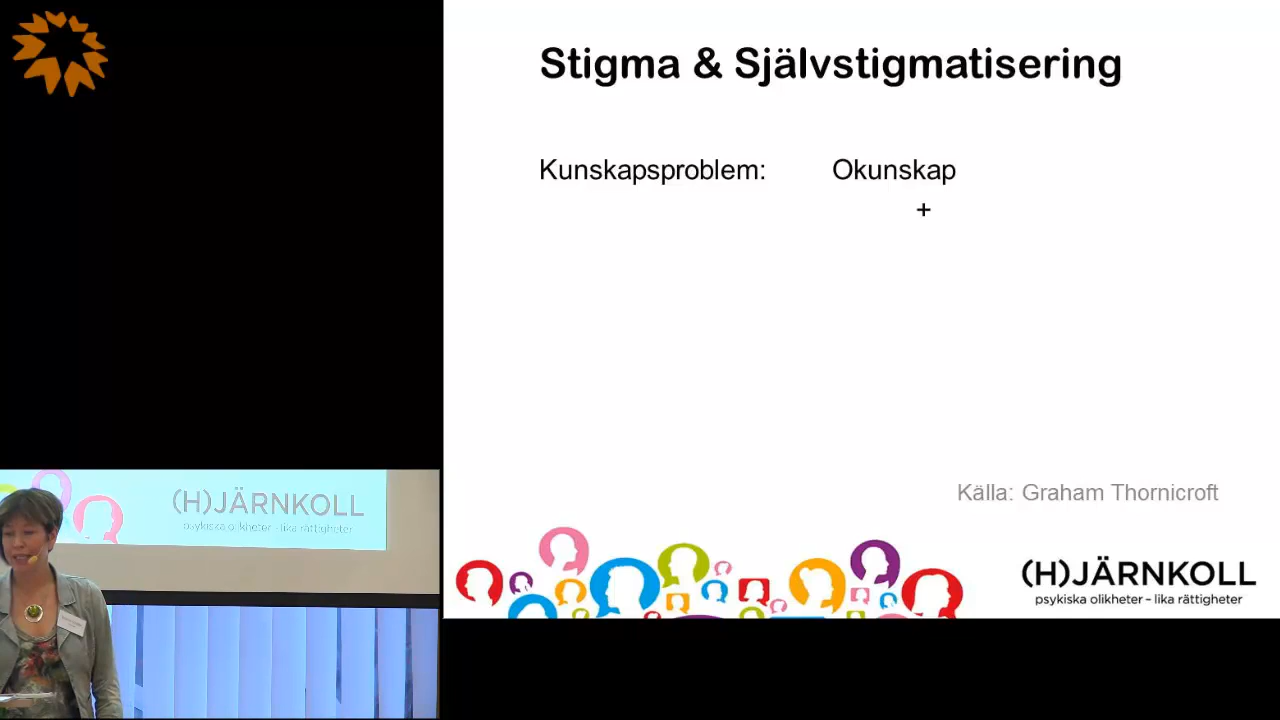 Stigma & Självstigmatisering
Kunskapsproblem: Okunskap
+
Källa: Graham Thornicroft
(H)JÄRNKOLL
psykiska olikheter – lika rättigheter
(H)JÄRNKOLL
psykiska olikheter - lika rättigheter